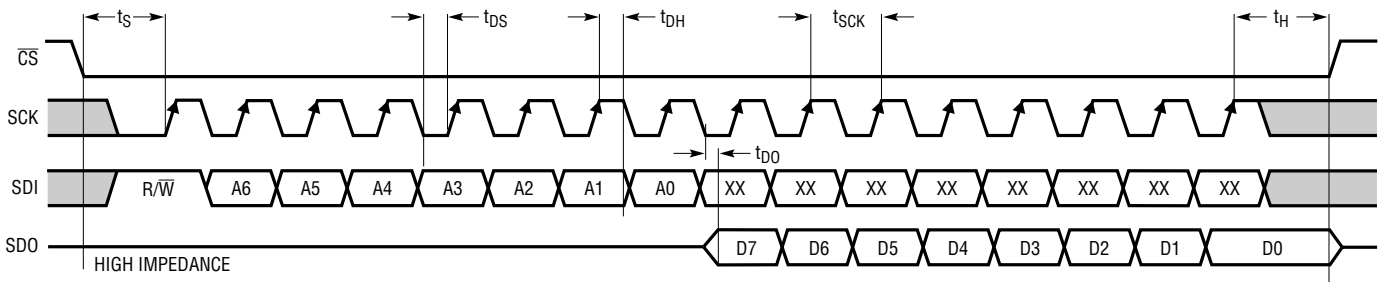 tS tDS tDH tSCK tH
CS
SCK
tDO
SDI R/W A6 A5 A4 A3 A2 A1 A0 XX XX XX XX XX XX XX XX
SDO D7 D6 D5 D4 D3 D2 D1 D0
HIGH IMPEDANCE